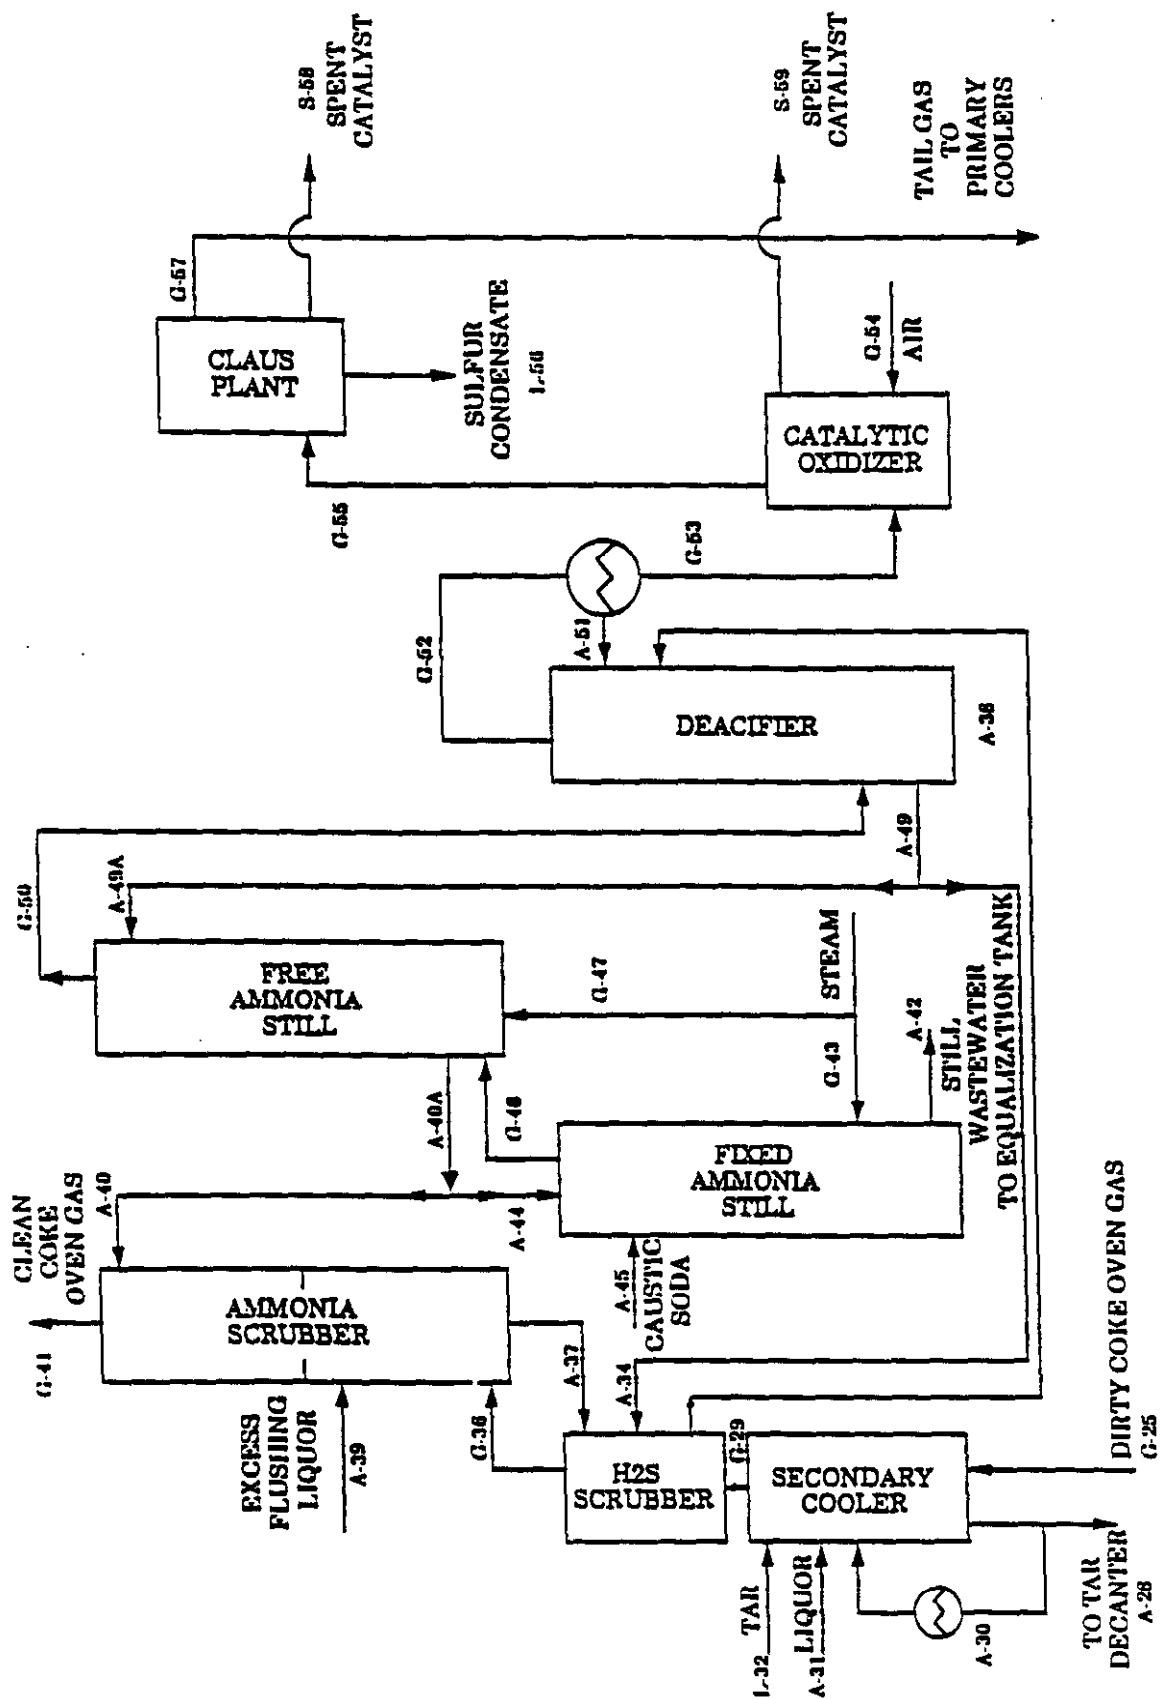 CLEAN
COKE
OVEN GAS
G-41
A-40
AMMONIA
SCRUBBER
EXCESS
FLUSHING
LIQUOR
A-39
G-36
A-37
A-34
H2S
SCRUBBER
G-29
SECONDARY
COOLER
TAR
L-32
LIQUOR
A-31
A-30
TO TAR
DECANTER
A-28
DIRTY COKE OVEN GAS
G-25
G-50
A-49A
FREE
AMMONIA
STILL
A-40A
G-48
G-47
A-44
FIXED
AMMONIA
STILL
A-45
CAUSTIC
SODA
STEAM
G-43
A-42
STILL
WASTEWATER
TO EQUALIZATION TANK
G-52
A-51
DEACIFIER
A-49
A-38
G-53
G-55
CATALYTIC
OXIDIZER
G-54
AIR
G-57
CLAUS
PLANT
SULFUR
CONDENSATE
L-56
S-58
SPENT
CATALYST
S-59
SPENT
CATALYST
TAIL GAS
TO
PRIMARY
COOLERS